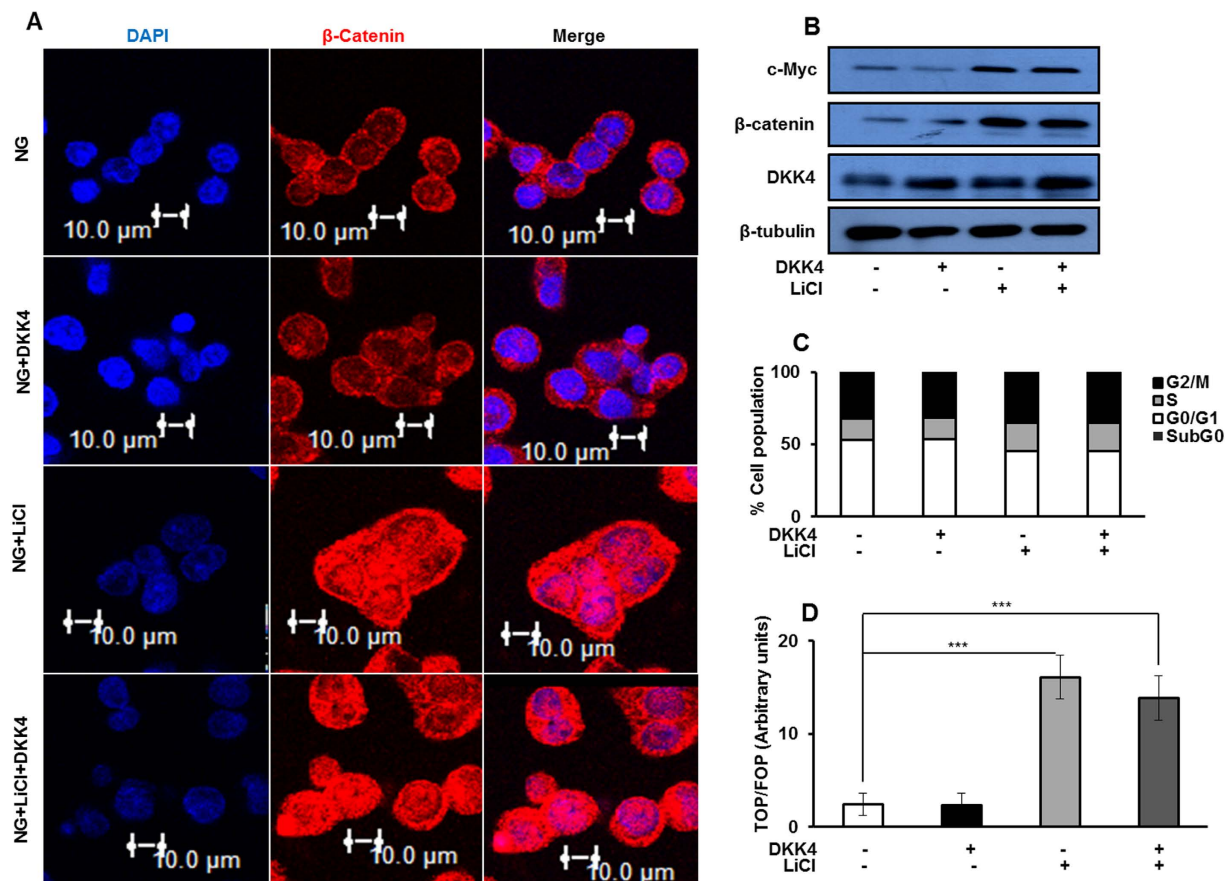 A
DAPI β-Catenin Merge
NG
10.0 µm 10.0 µm 10.0 µm
NG+DKK4
10.0 µm 10.0 µm 10.0 µm
NG+LiCl
10.0 µm 10.0 µm 10.0 µm
NG+LiCl+DKK4
10.0 µm 10.0 µm 10.0 µm
B
c-Myc
β-catenin
DKK4
β-tubulin
DKK4 - + - +
LiCl - - + +
C
% Cell population
100
50
0
G2/M
S
G0/G1
SubG0
DKK4 - + - +
LiCl - - + +
D
TOP/FOP (Arbitrary units)
20
10
0
***
***
DKK4 - + - +
LiCl - - + +